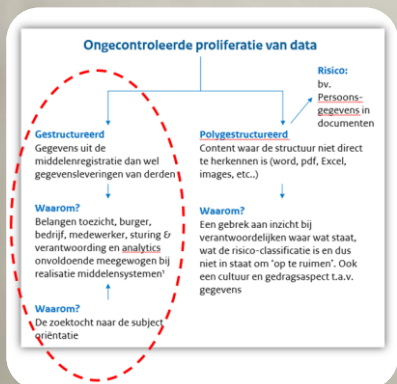 Ongecontroleerde proliferatie van data
Risico:
bv.
Persoons-
gegevens in
documenten
Gestructureerd
Gegevens uit de
middelenregistratie dan wel
gegevensleveringen van derden
Waarom?
Belangen toezicht, burger,
bedrijf, medewerker, sturing &
verantwoording en analytics
onvoldoende meegewogen bij
realisatie middelensystemen¹
Waarom?
De zoektocht naar de subject
oriëntatie
Polygestructureerd
Content waar de structuur niet direct
te herkennen is (word, pdf, Excel,
images, etc..)
Waarom?
Een gebrek aan inzicht bij
verantwoordelijken waar wat staat,
wat de risico-classificatie is en dus
niet in staat om ‘op te ruimen’. Ook
een cultuur en gedragsaspect t.a.v.
gegevens